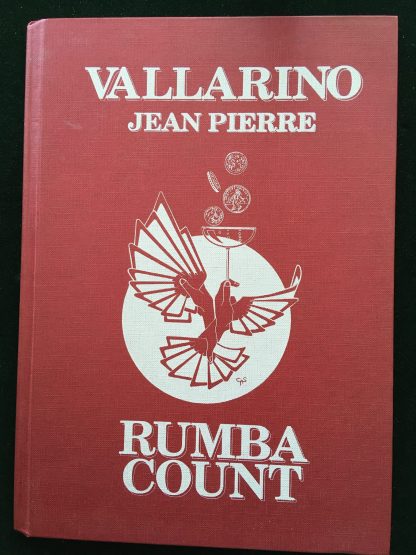 VALLARINO
JEAN PIERRE
RUMBA
COUNT